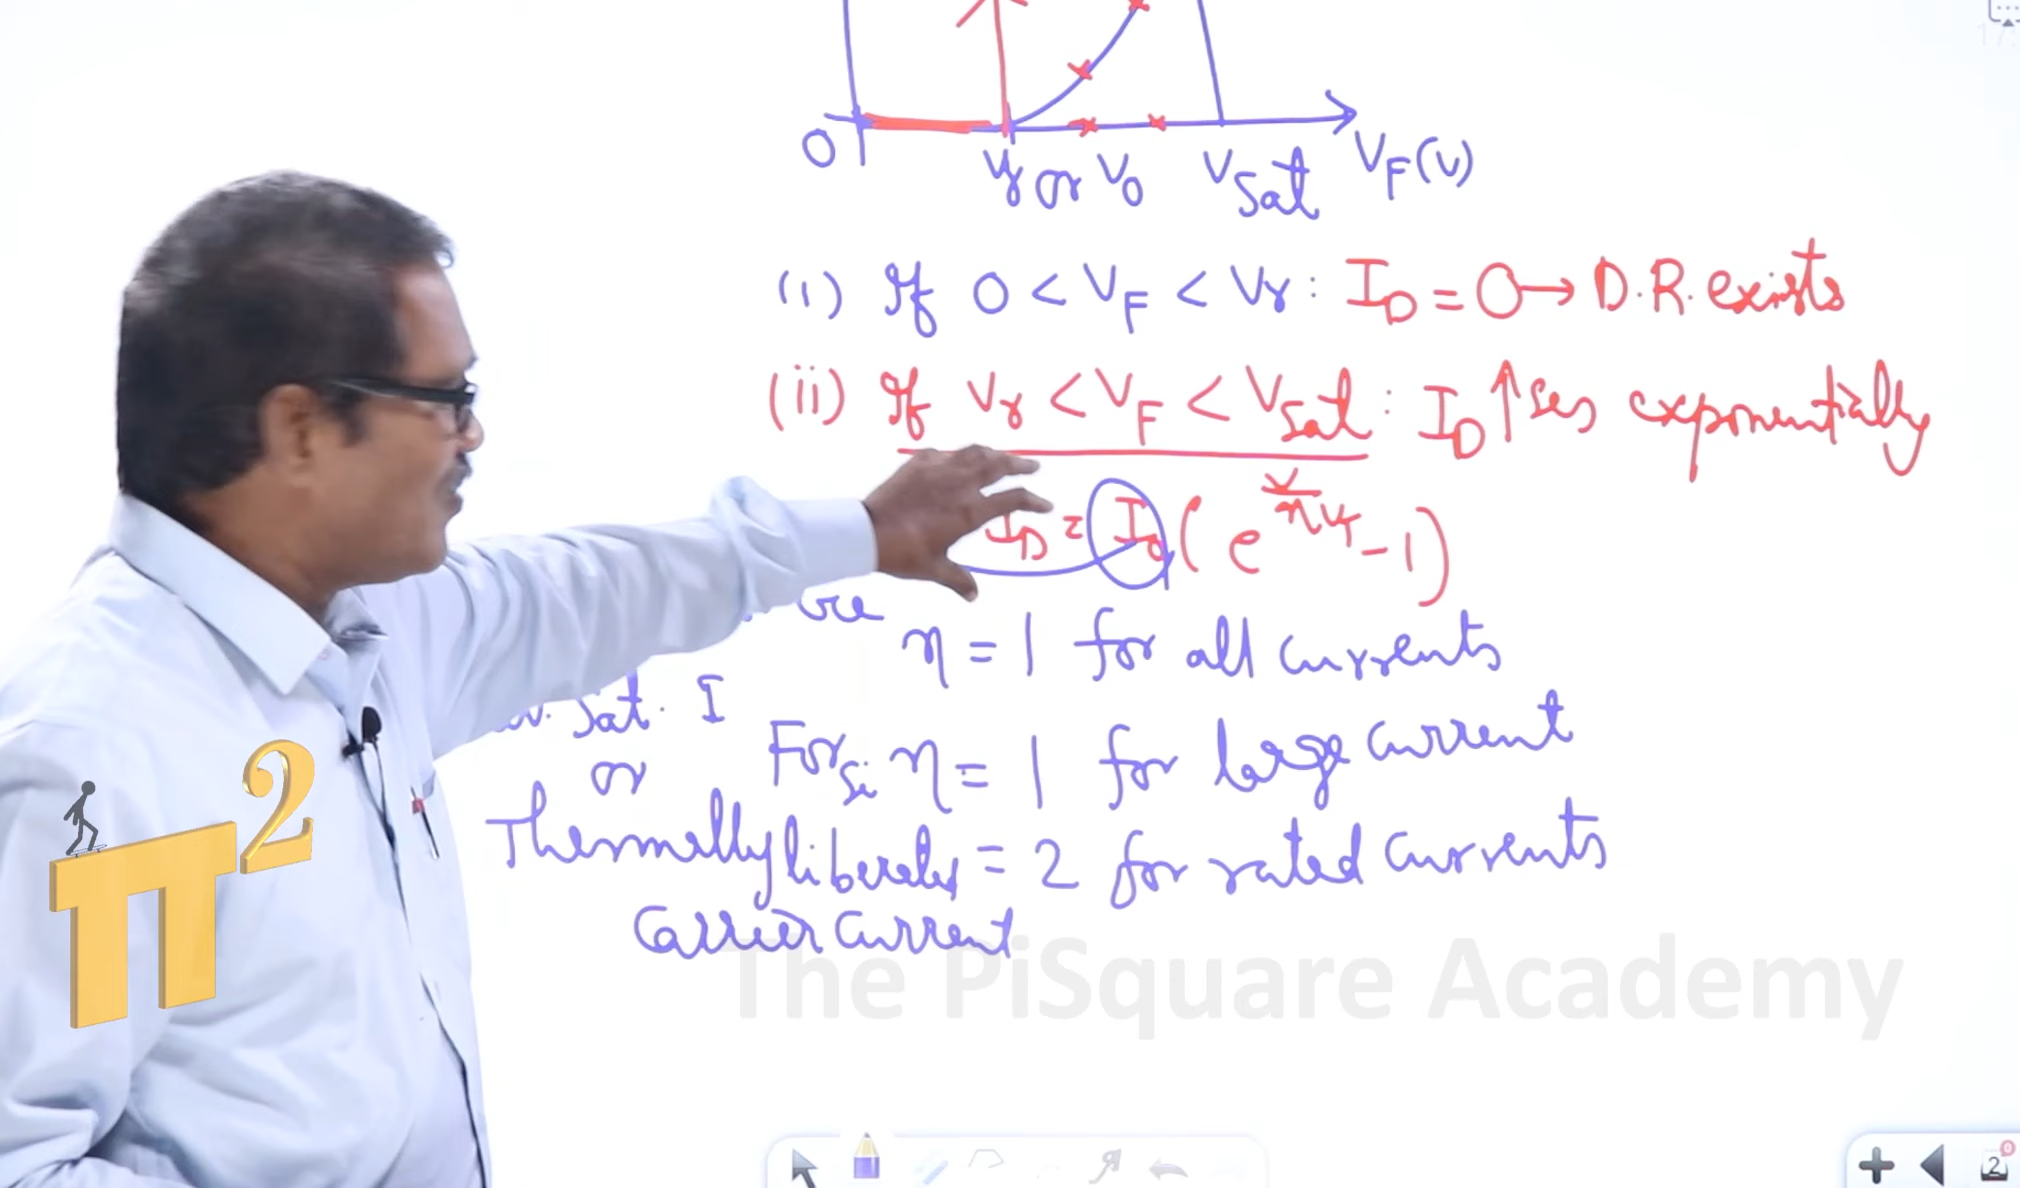 0 Vγ or V0 Vsat VF(V)
(i) If 0 < VF < Vγ : ID = 0 → D.R. exists
(ii) If Vγ < VF < Vsat : ID ↑ses exponentially
ID = I0 ( e^(V/ηVT) - 1 )
η = 1 for all currents
Sat. I
or
For Si η = 1 for large current
Thermally liberated = 2 for rated currents
Carrier Current
π2
The PiSquare Academy
2